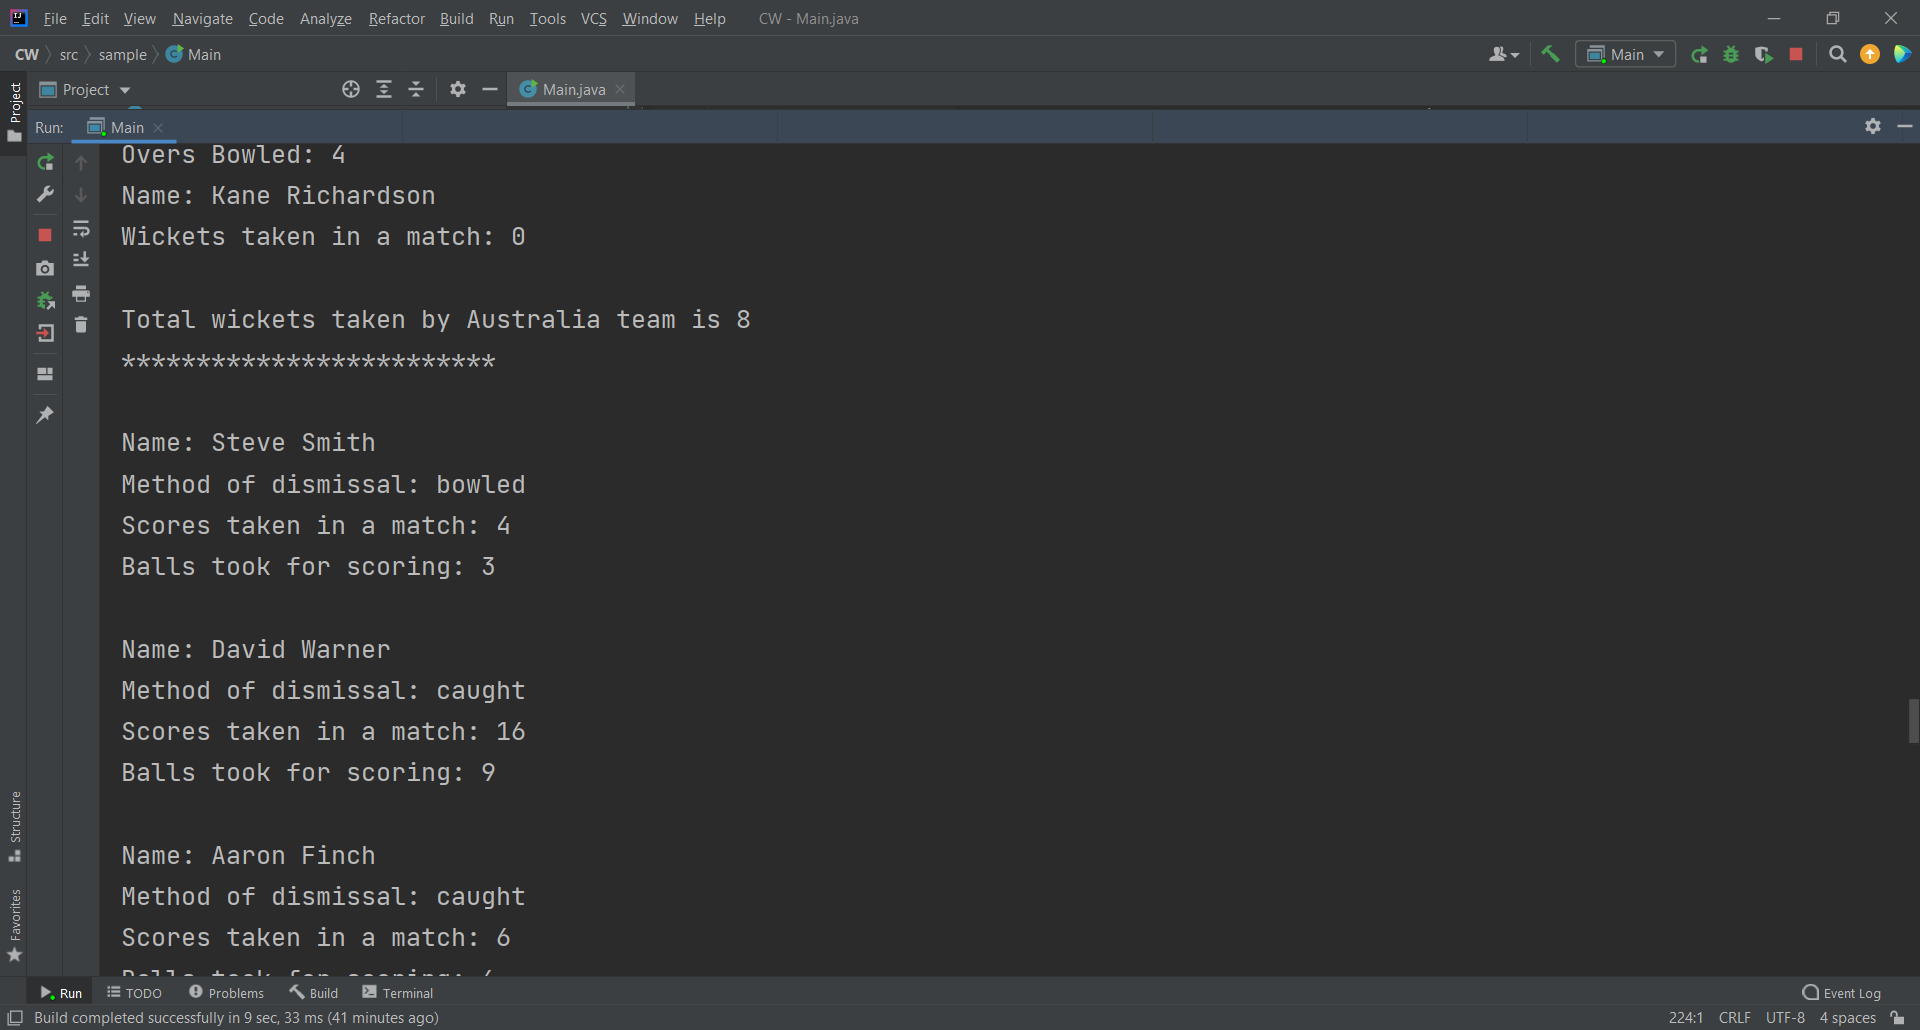 File Edit View Navigate Code Analyze Refactor Build Run Tools VCS Window Help CW - Main.java
CW src sample Main
Main
Project
Project
Main.java
Run: Main
Overs Bowled: 4
Name: Kane Richardson
Wickets taken in a match: 0
Total wickets taken by Australia team is 8
*************************
Name: Steve Smith
Method of dismissal: bowled
Scores taken in a match: 4
Balls took for scoring: 3
Name: David Warner
Method of dismissal: caught
Scores taken in a match: 16
Balls took for scoring: 9
Name: Aaron Finch
Method of dismissal: caught
Scores taken in a match: 6
Balls took for scoring:
Structure
Favorites
Run TODO Problems Build Terminal Event Log
Build completed successfully in 9 sec, 33 ms (41 minutes ago) 224:1 CRLF UTF-8 4 spaces